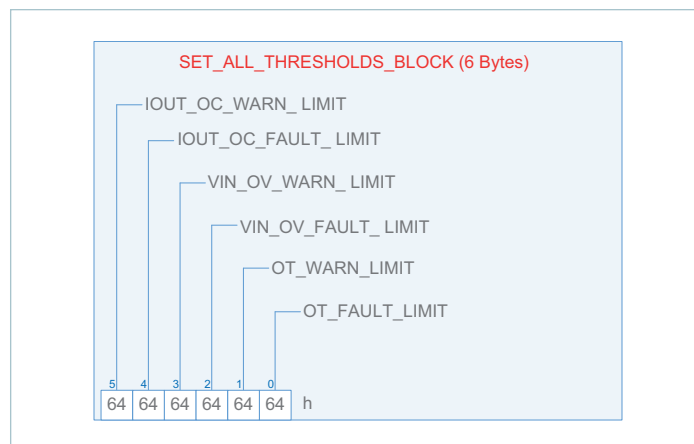 SET_ALL_THRESHOLDS_BLOCK (6 Bytes)
IOUT_OC_WARN_ LIMIT
IOUT_OC_FAULT_ LIMIT
VIN_OV_WARN_ LIMIT
VIN_OV_FAULT_ LIMIT
OT_WARN_LIMIT
OT_FAULT_LIMIT
5 4 3 2 1 0
64 64 64 64 64 64 h